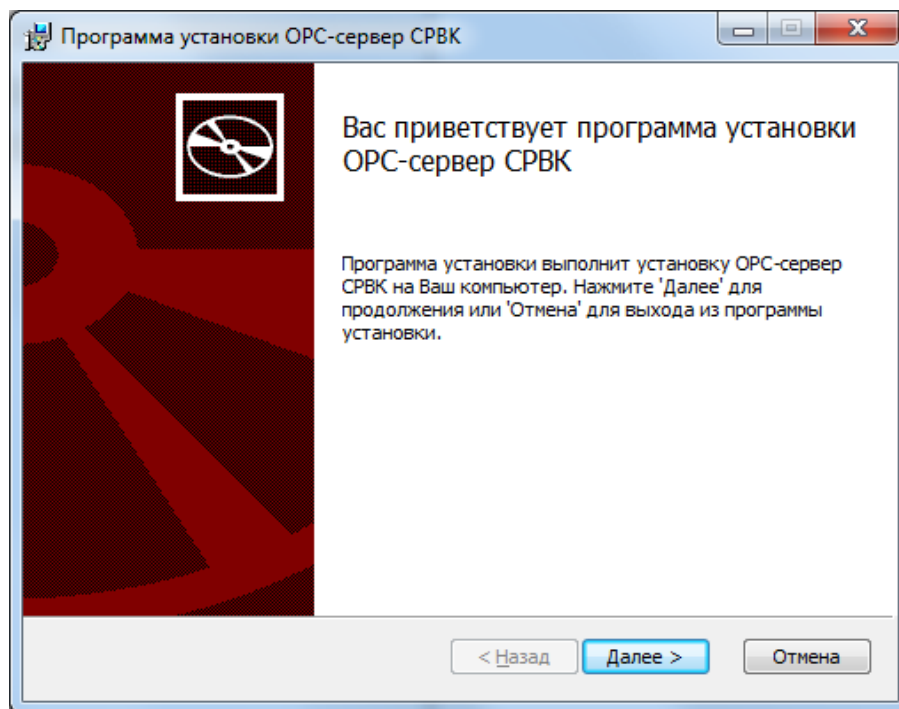 Программа установки OPC-сервер СРВК
Вас приветствует программа установки
OPC-сервер СРВК
Программа установки выполнит установку OPC-сервер
СРВК на Ваш компьютер. Нажмите 'Далее' для
продолжения или 'Отмена' для выхода из программы
установки.
< Назад
Далее >
Отмена